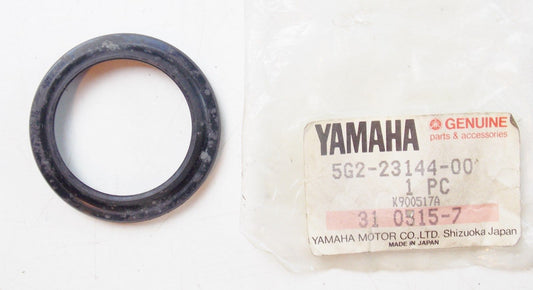 YAMAHA GENUINE
parts & accessories
5G2-23144-00
1 PC
K900517A
31 0515-7
YAMAHA MOTOR CO., LTD. Shizuoka Japan
MADE IN JAPAN